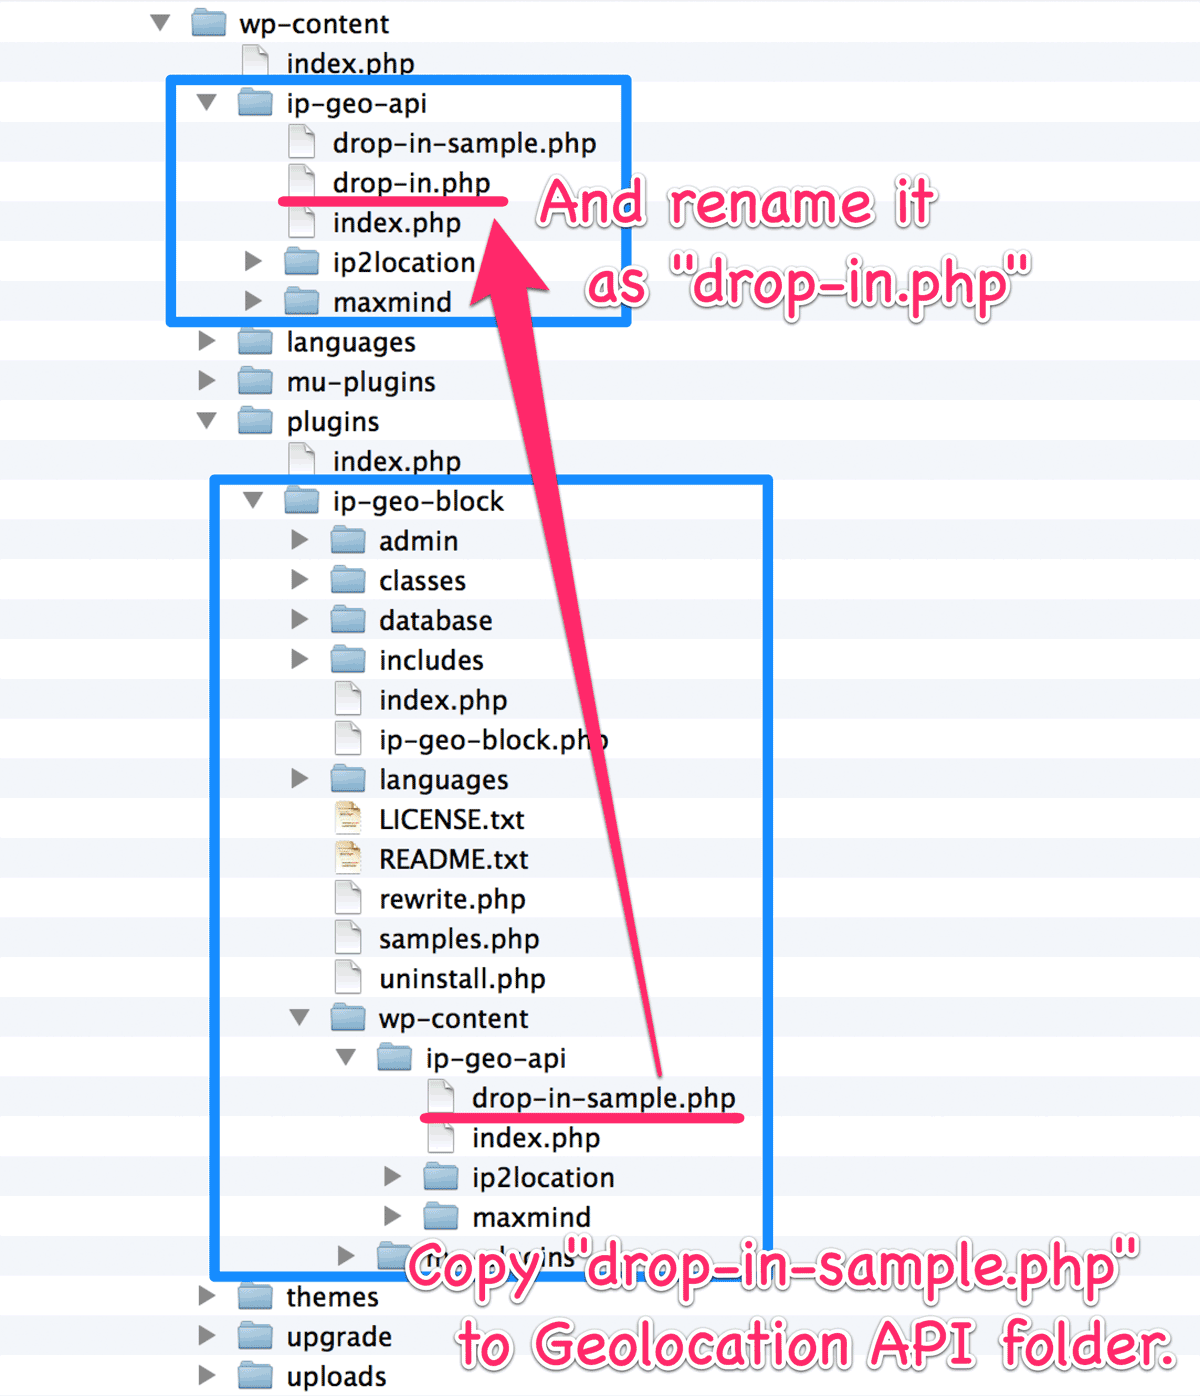 wp-content
index.php
ip-geo-api
drop-in-sample.php
drop-in.php
And rename it
index.php
as "drop-in.php"
ip2location
maxmind
languages
mu-plugins
plugins
index.php
ip-geo-block
admin
classes
database
includes
index.php
ip-geo-block.php
languages
LICENSE.txt
README.txt
rewrite.php
samples.php
uninstall.php
wp-content
ip-geo-api
drop-in-sample.php
index.php
ip2location
maxmind
Copy "drop-in-sample.php"
themes
upgrade
to Geolocation API folder.
uploads